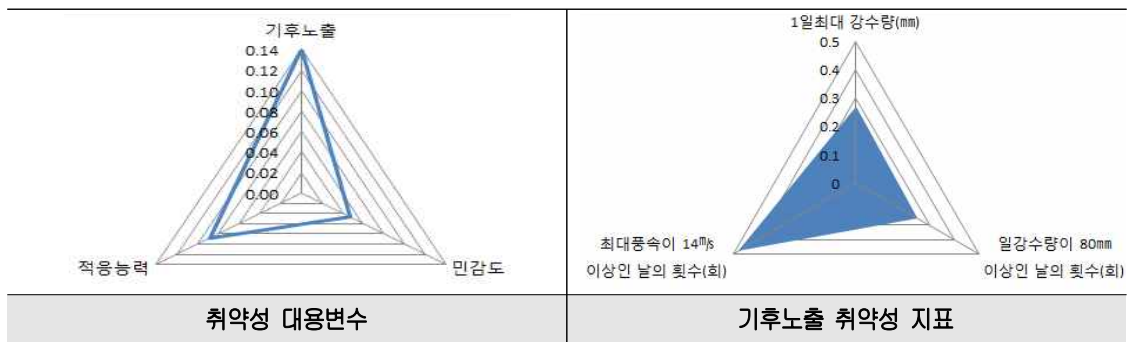 기후노출
0.14
0.12
0.10
0.08
0.06
0.04
0.02
0.00
적응능력
민감도
1일최대 강수량(㎜)
0.5
0.4
0.3
0.2
0.1
0
최대풍속이 14㎧
이상인 날의 횟수(회)
일강수량이 80㎜
이상인 날의 횟수(회)
취약성 대용변수
기후노출 취약성 지표